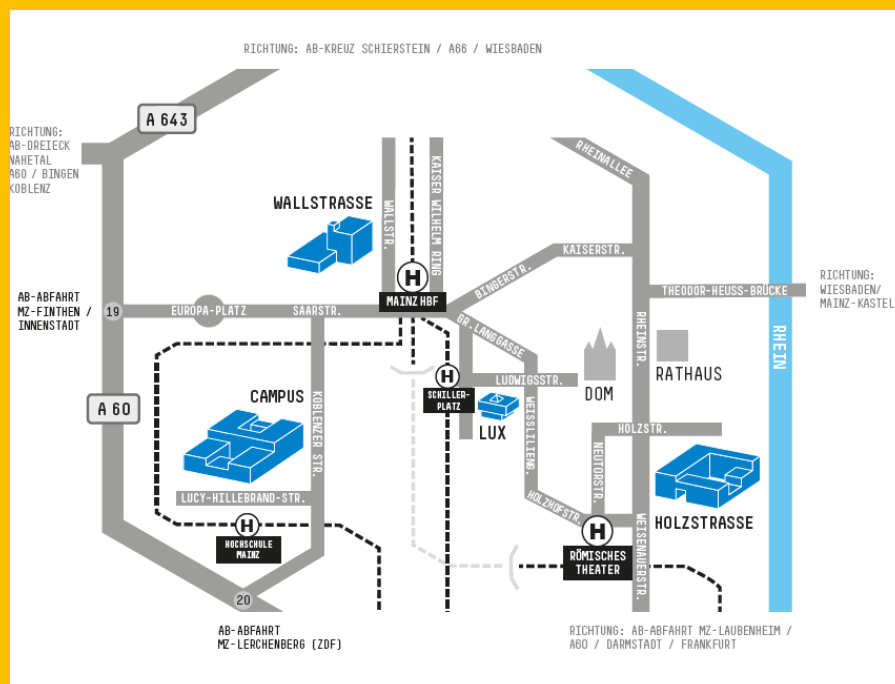 RICHTUNG: AB-KREUZ SCHIERSTEIN / A66 / WIESBADEN
A 643
RICHTUNG:
AB-DREIECK
NAHETAL
A60 / BINGEN
KOBLENZ
RHEINALLEE
WALLSTRASSE
WALLSTR.
KAISER WILHELM RING
KAISERSTR.
BINGERSTR.
H
MAINZ HBF
THEODOR-HEUSS-BRÜCKE
RICHTUNG:
WIESBADEN/
MAINZ-KASTEL
AB-ABFAHRT
MZ-FINTHEN /
INNENSTADT
19
EUROPA-PLATZ
SAARSTR.
GR.LANGGASSE
RHEINSTR.
RHEIN
RATHAUS
DOM
LUDWIGSSTR.
H
SCHILLER-
PLATZ
LUX
WEISSLILIENG.
A 60
CAMPUS
KOBLENZER STR.
HOLZSTR.
NEUTORSTR.
LUCY-HILLEBRAND-STR.
HOLZHOFSTR.
HOLZSTRASSE
H
HOCHSCHULE
MAINZ
H
RÖMISCHES
THEATER
WEISENAUERSTR.
20
AB-ABFAHRT
MZ-LERCHENBERG (ZDF)
RICHTUNG: AB-ABFAHRT MZ-LAUBENHEIM /
A60 / DARMSTADT / FRANKFURT